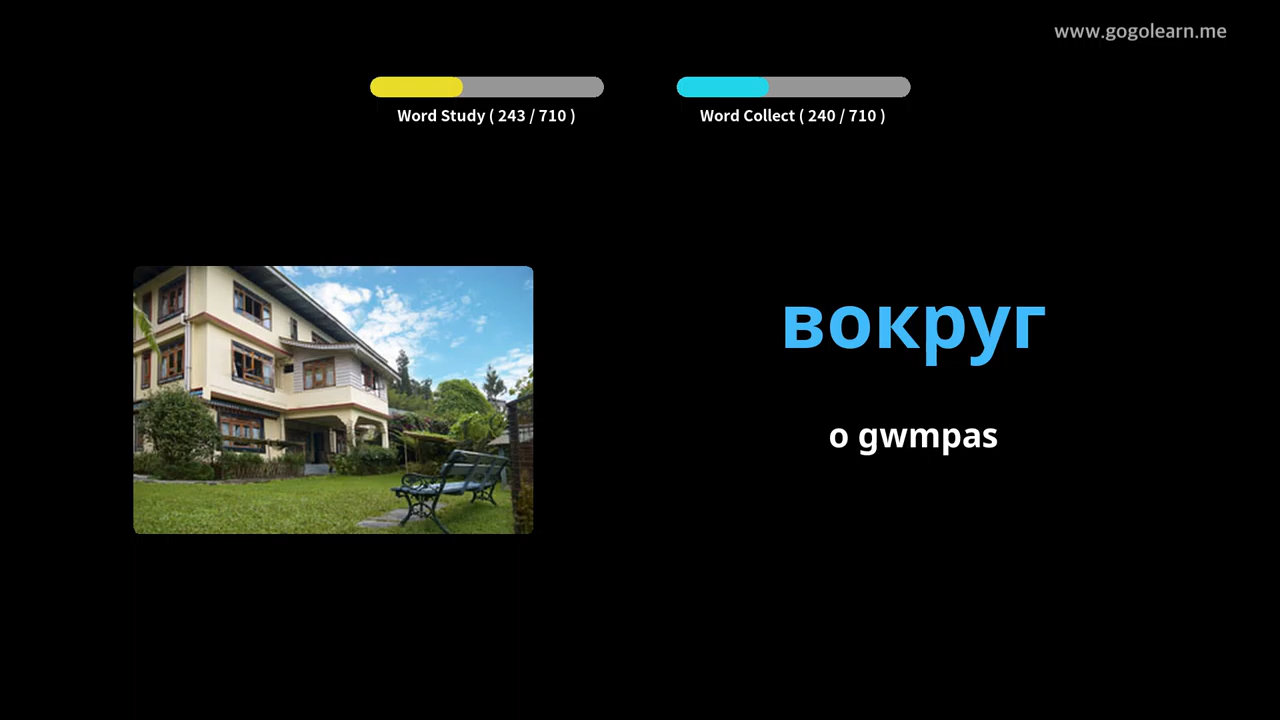 www.gogolearn.me
Word Study ( 243 / 710 )
Word Collect ( 240 / 710 )
вокруг
o gwmpas